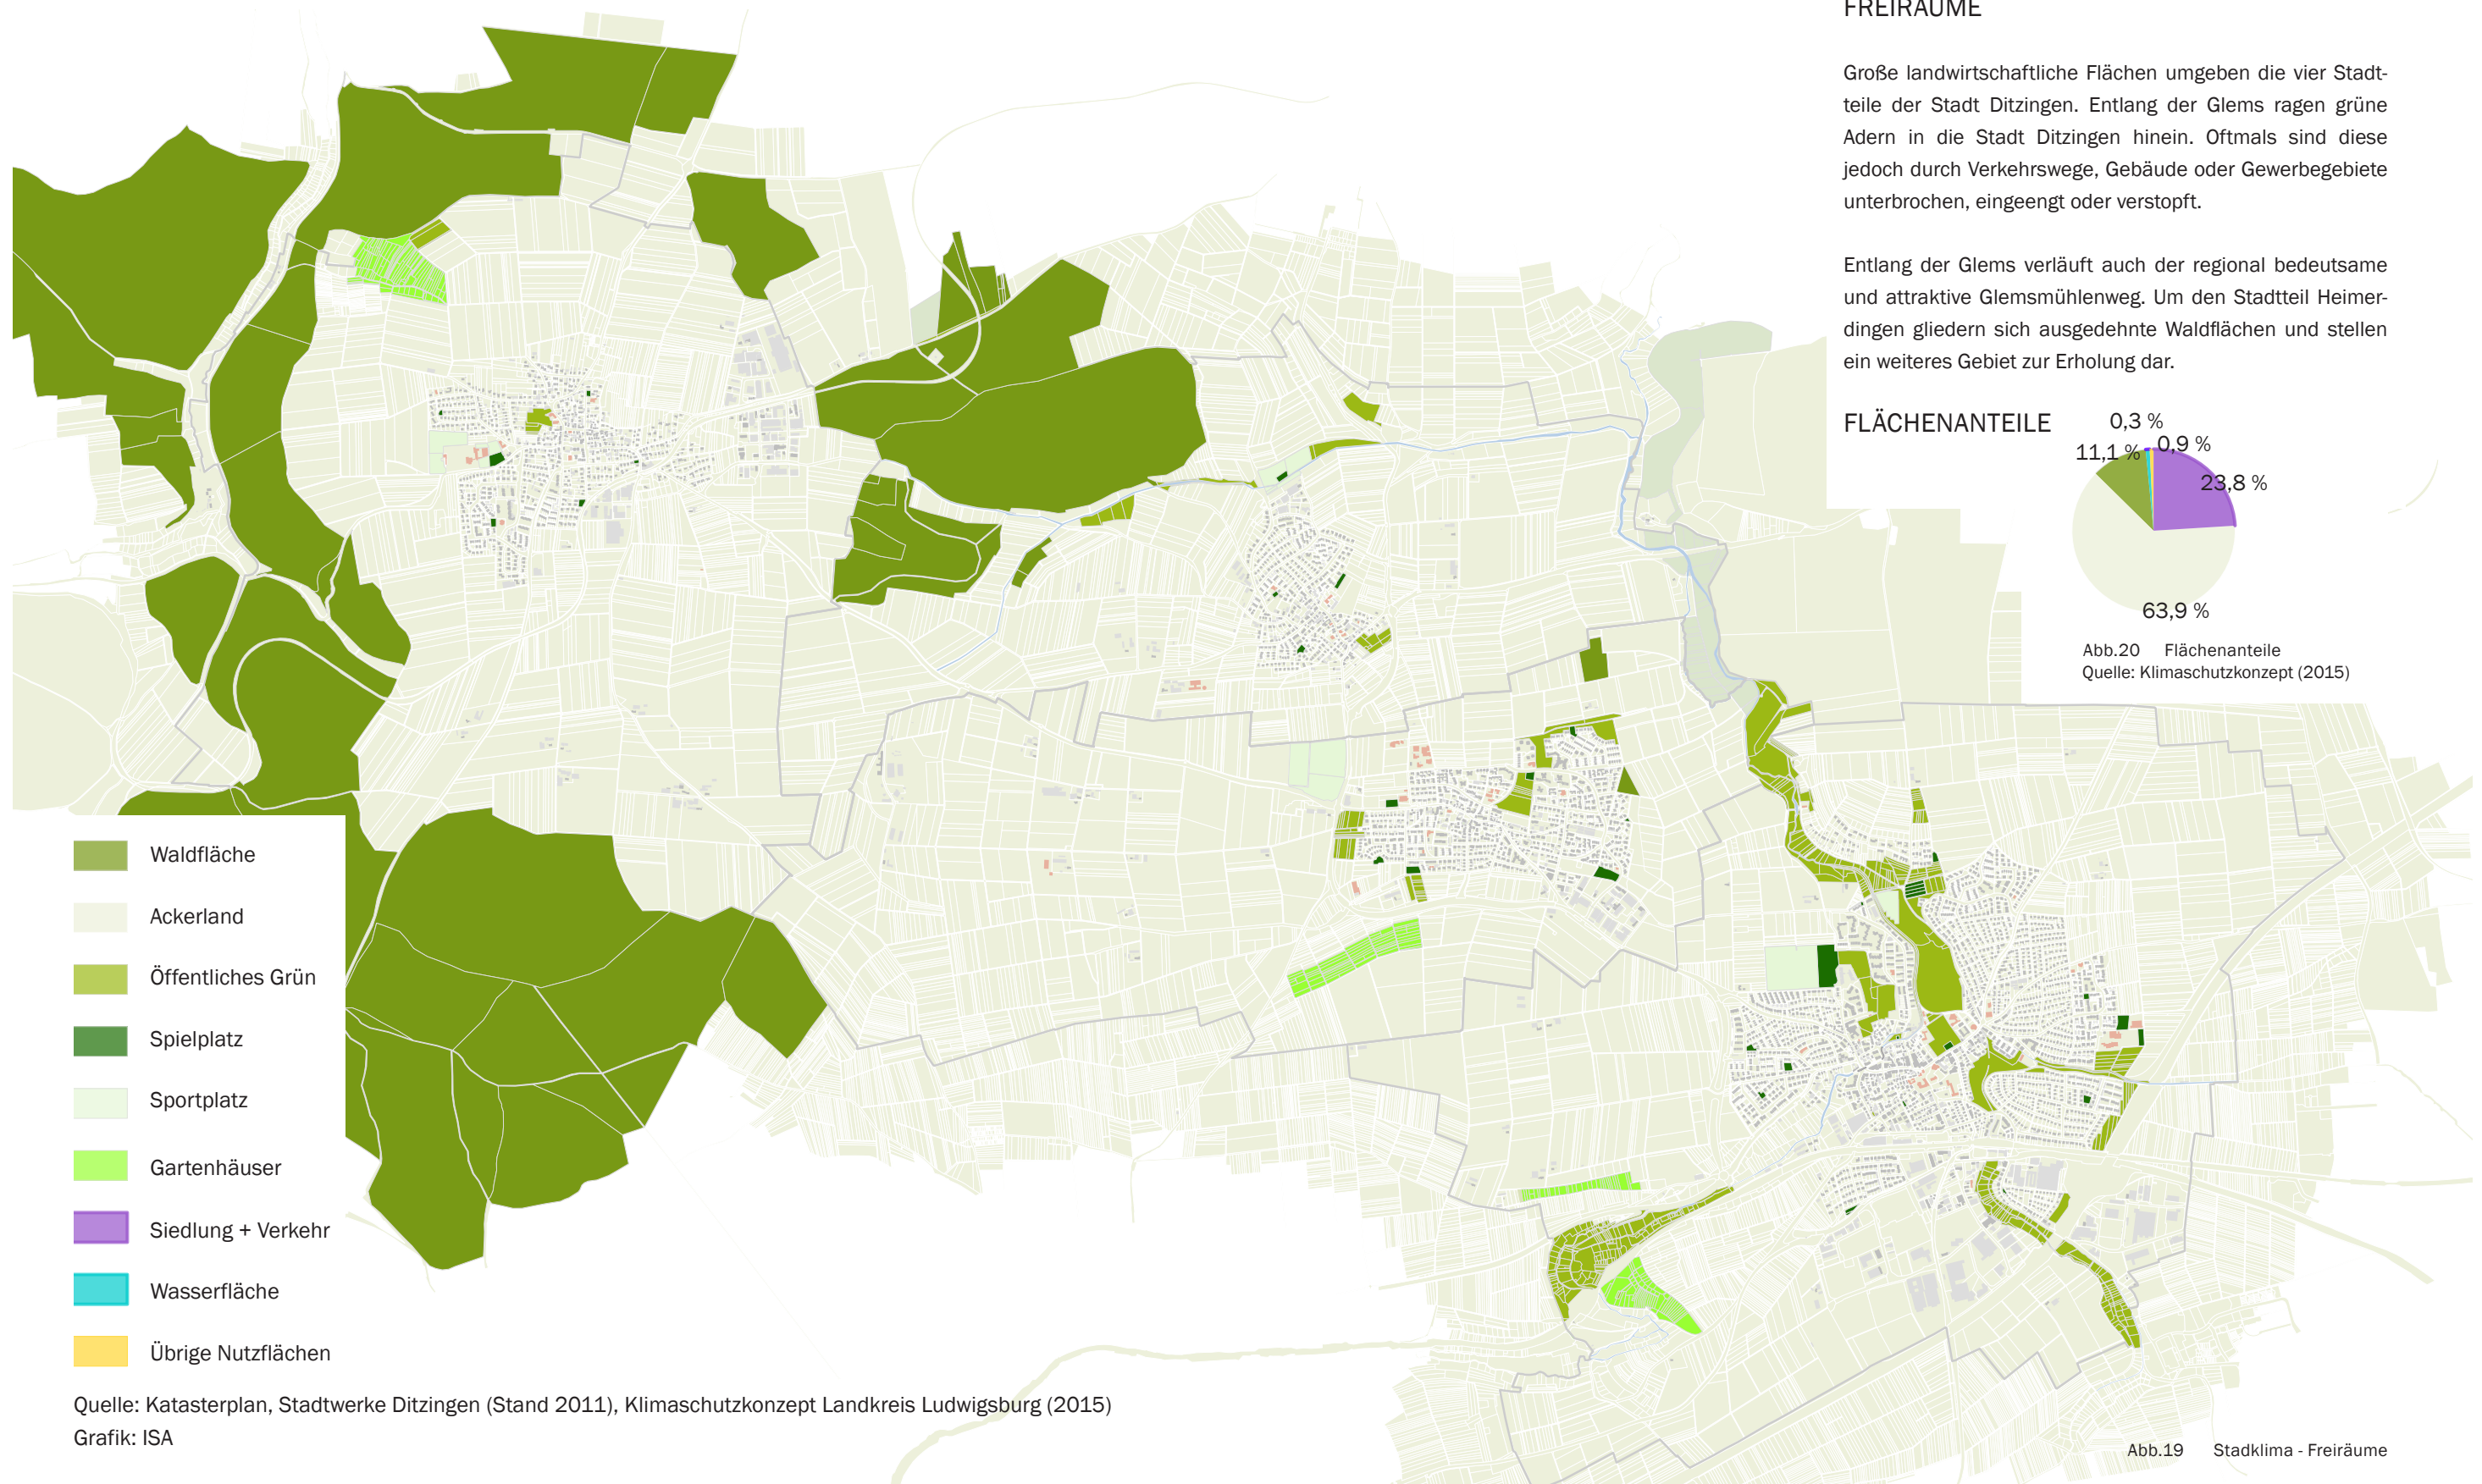 FREIRÄUME
Große landwirtschaftliche Flächen umgeben die vier Stadt-
teile der Stadt Ditzingen. Entlang der Glems ragen grüne
Adern in die Stadt Ditzingen hinein. Oftmals sind diese
jedoch durch Verkehrswege, Gebäude oder Gewerbegebiete
unterbrochen, eingeengt oder verstopft.
Entlang der Glems verläuft auch der regional bedeutsame
und attraktive Glemsmühlenweg. Um den Stadtteil Heimer-
dingen gliedern sich ausgedehnte Waldflächen und stellen
ein weiteres Gebiet zur Erholung dar.
FLÄCHENANTEILE
0,3 %
0,9 %
11,1 %
23,8 %
63,9 %
Abb.20 Flächenanteile
Quelle: Klimaschutzkonzept (2015)
Waldfläche
Ackerland
Öffentliches Grün
Spielplatz
Sportplatz
Gartenhäuser
Siedlung + Verkehr
Wasserfläche
Übrige Nutzflächen
Quelle: Katasterplan, Stadtwerke Ditzingen (Stand 2011), Klimaschutzkonzept Landkreis Ludwigsburg (2015)
Grafik: ISA
Abb.19 Stadklima - Freiräume